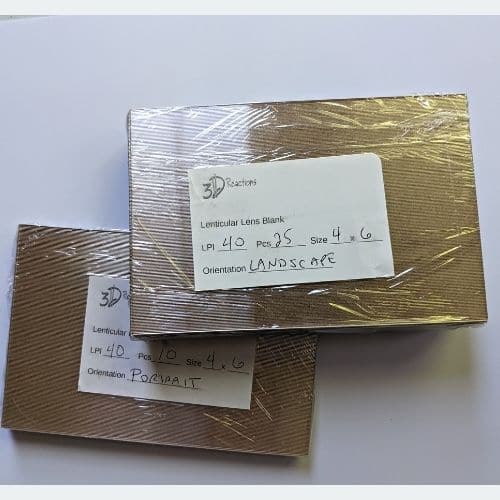 3D Reactions
Lenticular Lens Blank
LPI 40 Pcs 25 Size 4 x 6
Orientation LANDSCAPE
3D
Lenticular
LPI 40 Pcs 10 Size 4 x 6
Orientation PORTRAIT